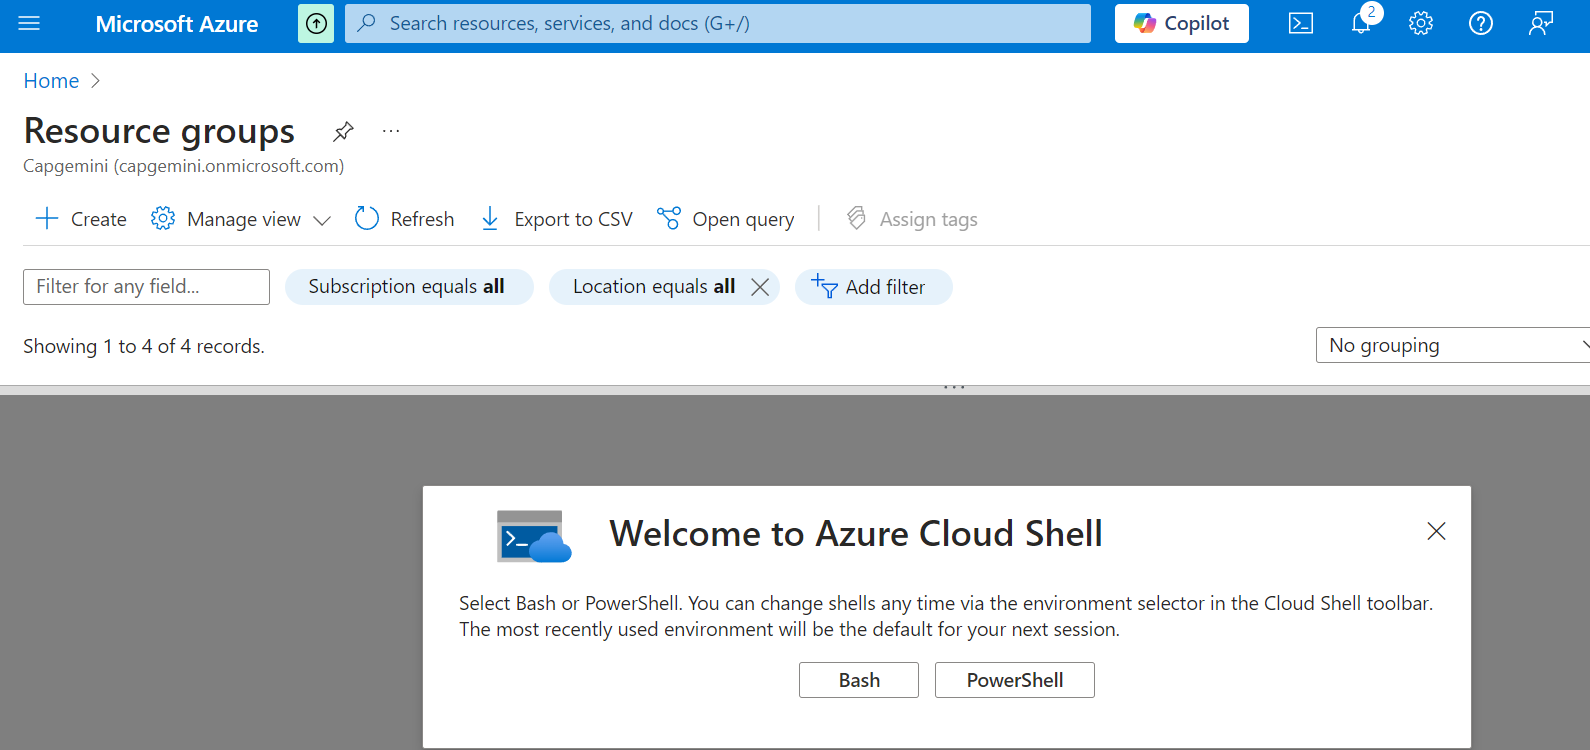 Microsoft Azure
Search resources, services, and docs (G+/)
Copilot
2
Home
Resource groups
Capgemini (capgemini.onmicrosoft.com)
Create
Manage view
Refresh
Export to CSV
Open query
Assign tags
Filter for any field...
Subscription equals all
Location equals all
Add filter
Showing 1 to 4 of 4 records.
No grouping
Welcome to Azure Cloud Shell
Select Bash or PowerShell. You can change shells any time via the environment selector in the Cloud Shell toolbar.
The most recently used environment will be the default for your next session.
Bash
PowerShell